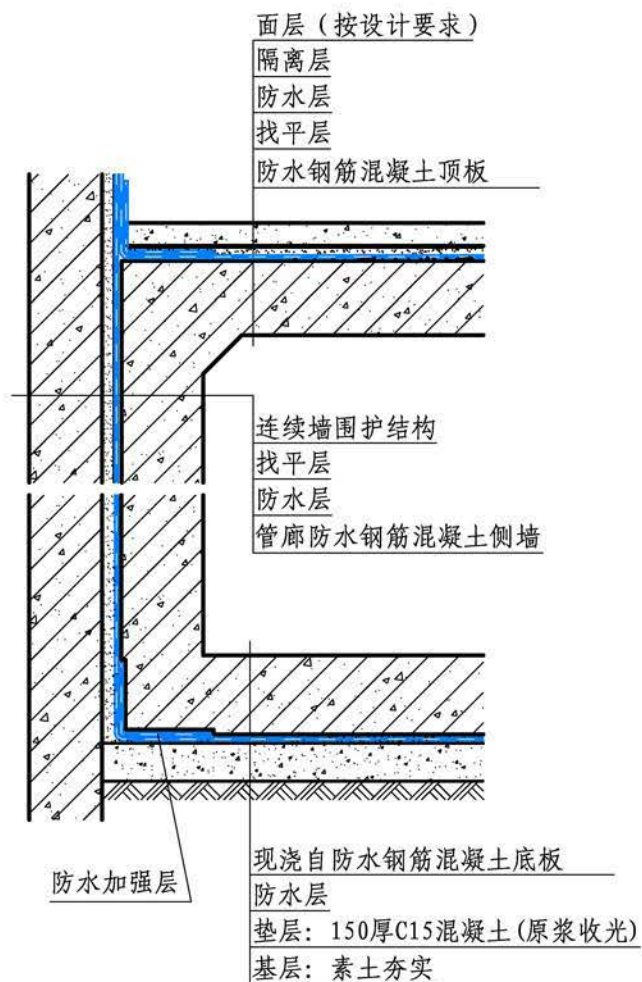 面层（按设计要求）
隔离层
防水层
找平层
防水钢筋混凝土顶板
连续墙围护结构
找平层
防水层
管廊防水钢筋混凝土侧墙
防水加强层
现浇自防水钢筋混凝土底板
防水层
垫层：150厚C15混凝土(原浆收光)
基层：素土夯实